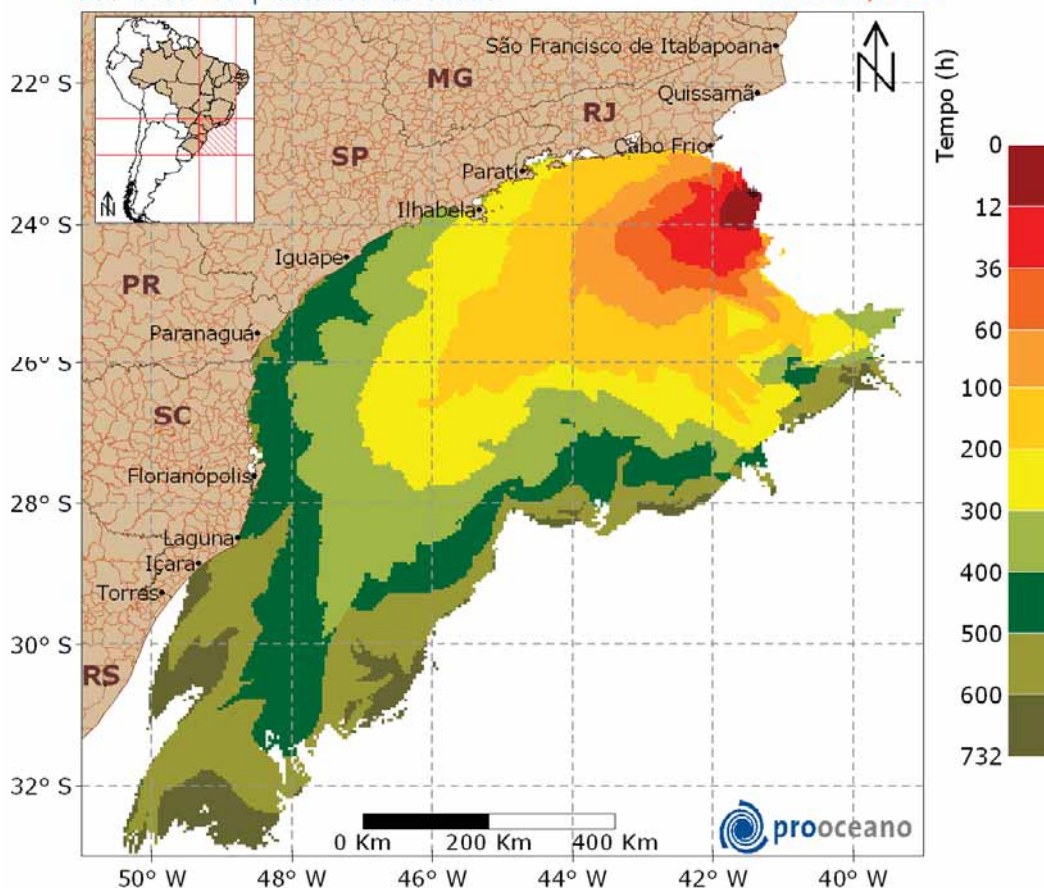 São Francisco de Itabapoana
22° S
MG
Quissamã
RJ
SP
Cabo Frio
Parati
Ilhabela
24° S
Iguape
PR
Paranaguá
26° S
SC
Florianópolis
28° S
Laguna
Içara
Torres
30° S
RS
32° S
0 Km 200 Km 400 Km
prooceano
50° W 48° W 46° W 44° W 42° W 40° W
N
N
Tempo (h)
0
12
36
60
100
200
300
400
500
600
732